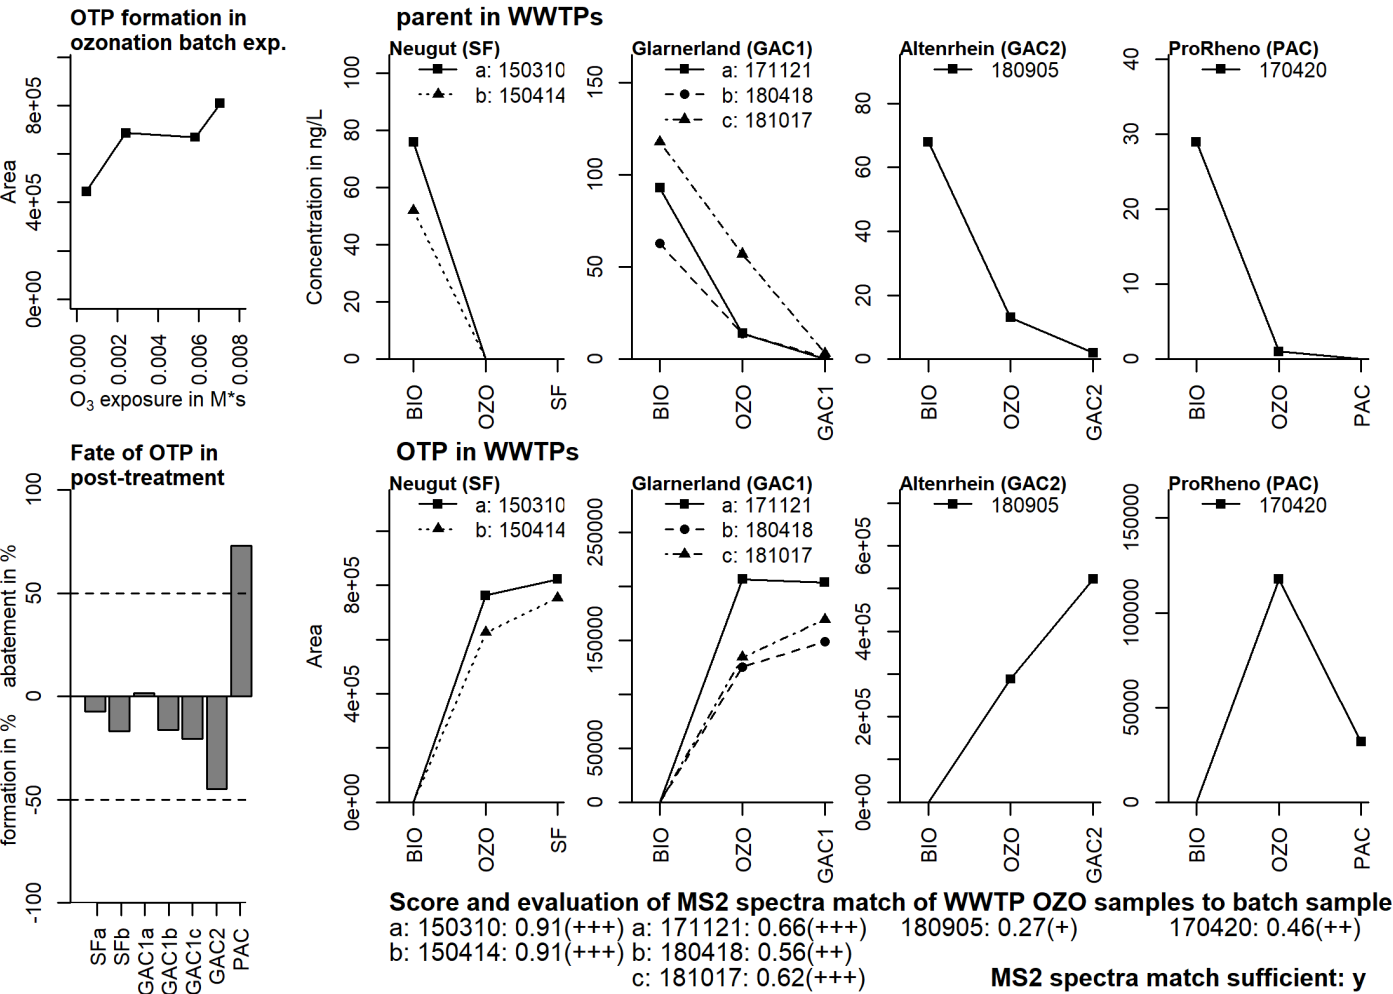 OTP formation in
ozonation batch exp.
Area
0e+00
4e+05
8e+05
0.000
0.002
0.004
0.006
0.008
O₃ exposure in M*s
parent in WWTPs
Concentration in ng/L
Neugut (SF)
a: 150310
b: 150414
0
20
40
60
80
100
BIO
OZO
SF
Glarnerland (GAC1)
a: 171121
b: 180418
c: 181017
0
50
100
150
BIO
OZO
GAC1
Altenrhein (GAC2)
180905
0
20
40
60
80
BIO
OZO
GAC2
ProRheno (PAC)
170420
0
10
20
30
40
BIO
OZO
PAC
Fate of OTP in
post-treatment
formation in %
abatement in %
-100
-50
0
50
100
SFa
SFb
GAC1a
GAC1b
GAC1c
GAC2
PAC
OTP in WWTPs
Area
Neugut (SF)
a: 150310
b: 150414
0e+00
4e+05
8e+05
BIO
OZO
SF
Glarnerland (GAC1)
a: 171121
b: 180418
c: 181017
0
50000
150000
250000
BIO
OZO
GAC1
Altenrhein (GAC2)
180905
0e+00
2e+05
4e+05
6e+05
BIO
OZO
GAC2
ProRheno (PAC)
170420
0
50000
100000
150000
BIO
OZO
PAC
Score and evaluation of MS2 spectra match of WWTP OZO samples to batch sample
a: 150310: 0.91(+++) a: 171121: 0.66(+++) 180905: 0.27(+) 170420: 0.46(++)
b: 150414: 0.91(+++) b: 180418: 0.56(++)
c: 181017: 0.62(+++)
MS2 spectra match sufficient: y